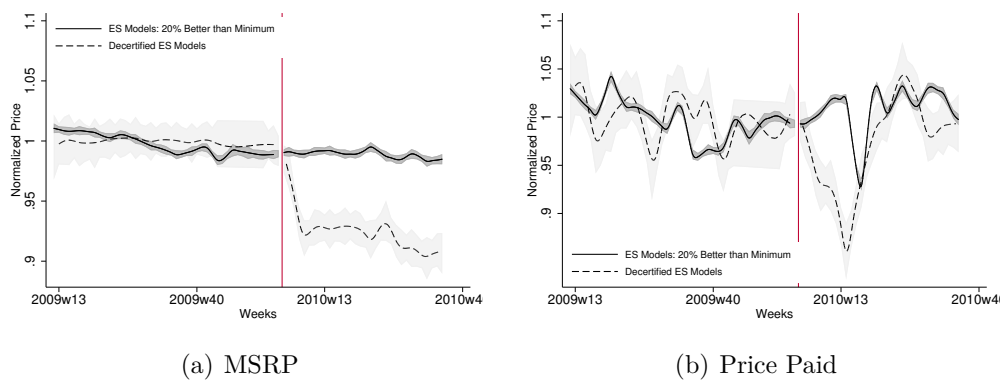 1.1
ES Models: 20% Better than Minimum
Decertified ES Models
1.05
1
.95
.9
Normalized Price
2009w13
2009w40
2010w13
2010w4
Weeks
(a) MSRP
1.1
1.05
1
.95
.9
Normalized Price
ES Models: 20% Better than Minimum
Decertified ES Models
2009w13
2009w40
2010w13
2010w40
Weeks
(b) Price Paid